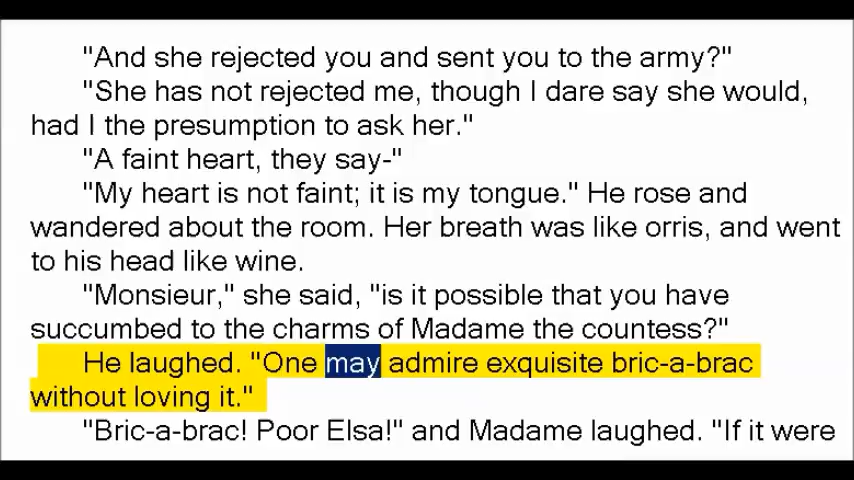 "And she rejected you and sent you to the army?"
"She has not rejected me, though I dare say she would,
had I the presumption to ask her."
"A faint heart, they say-"
"My heart is not faint; it is my tongue." He rose and
wandered about the room. Her breath was like orris, and went
to his head like wine.
"Monsieur," she said, "is it possible that you have
succumbed to the charms of Madame the countess?"
He laughed. "One may admire exquisite bric-a-brac
without loving it."
"Bric-a-brac! Poor Elsa!" and Madame laughed. "If it were